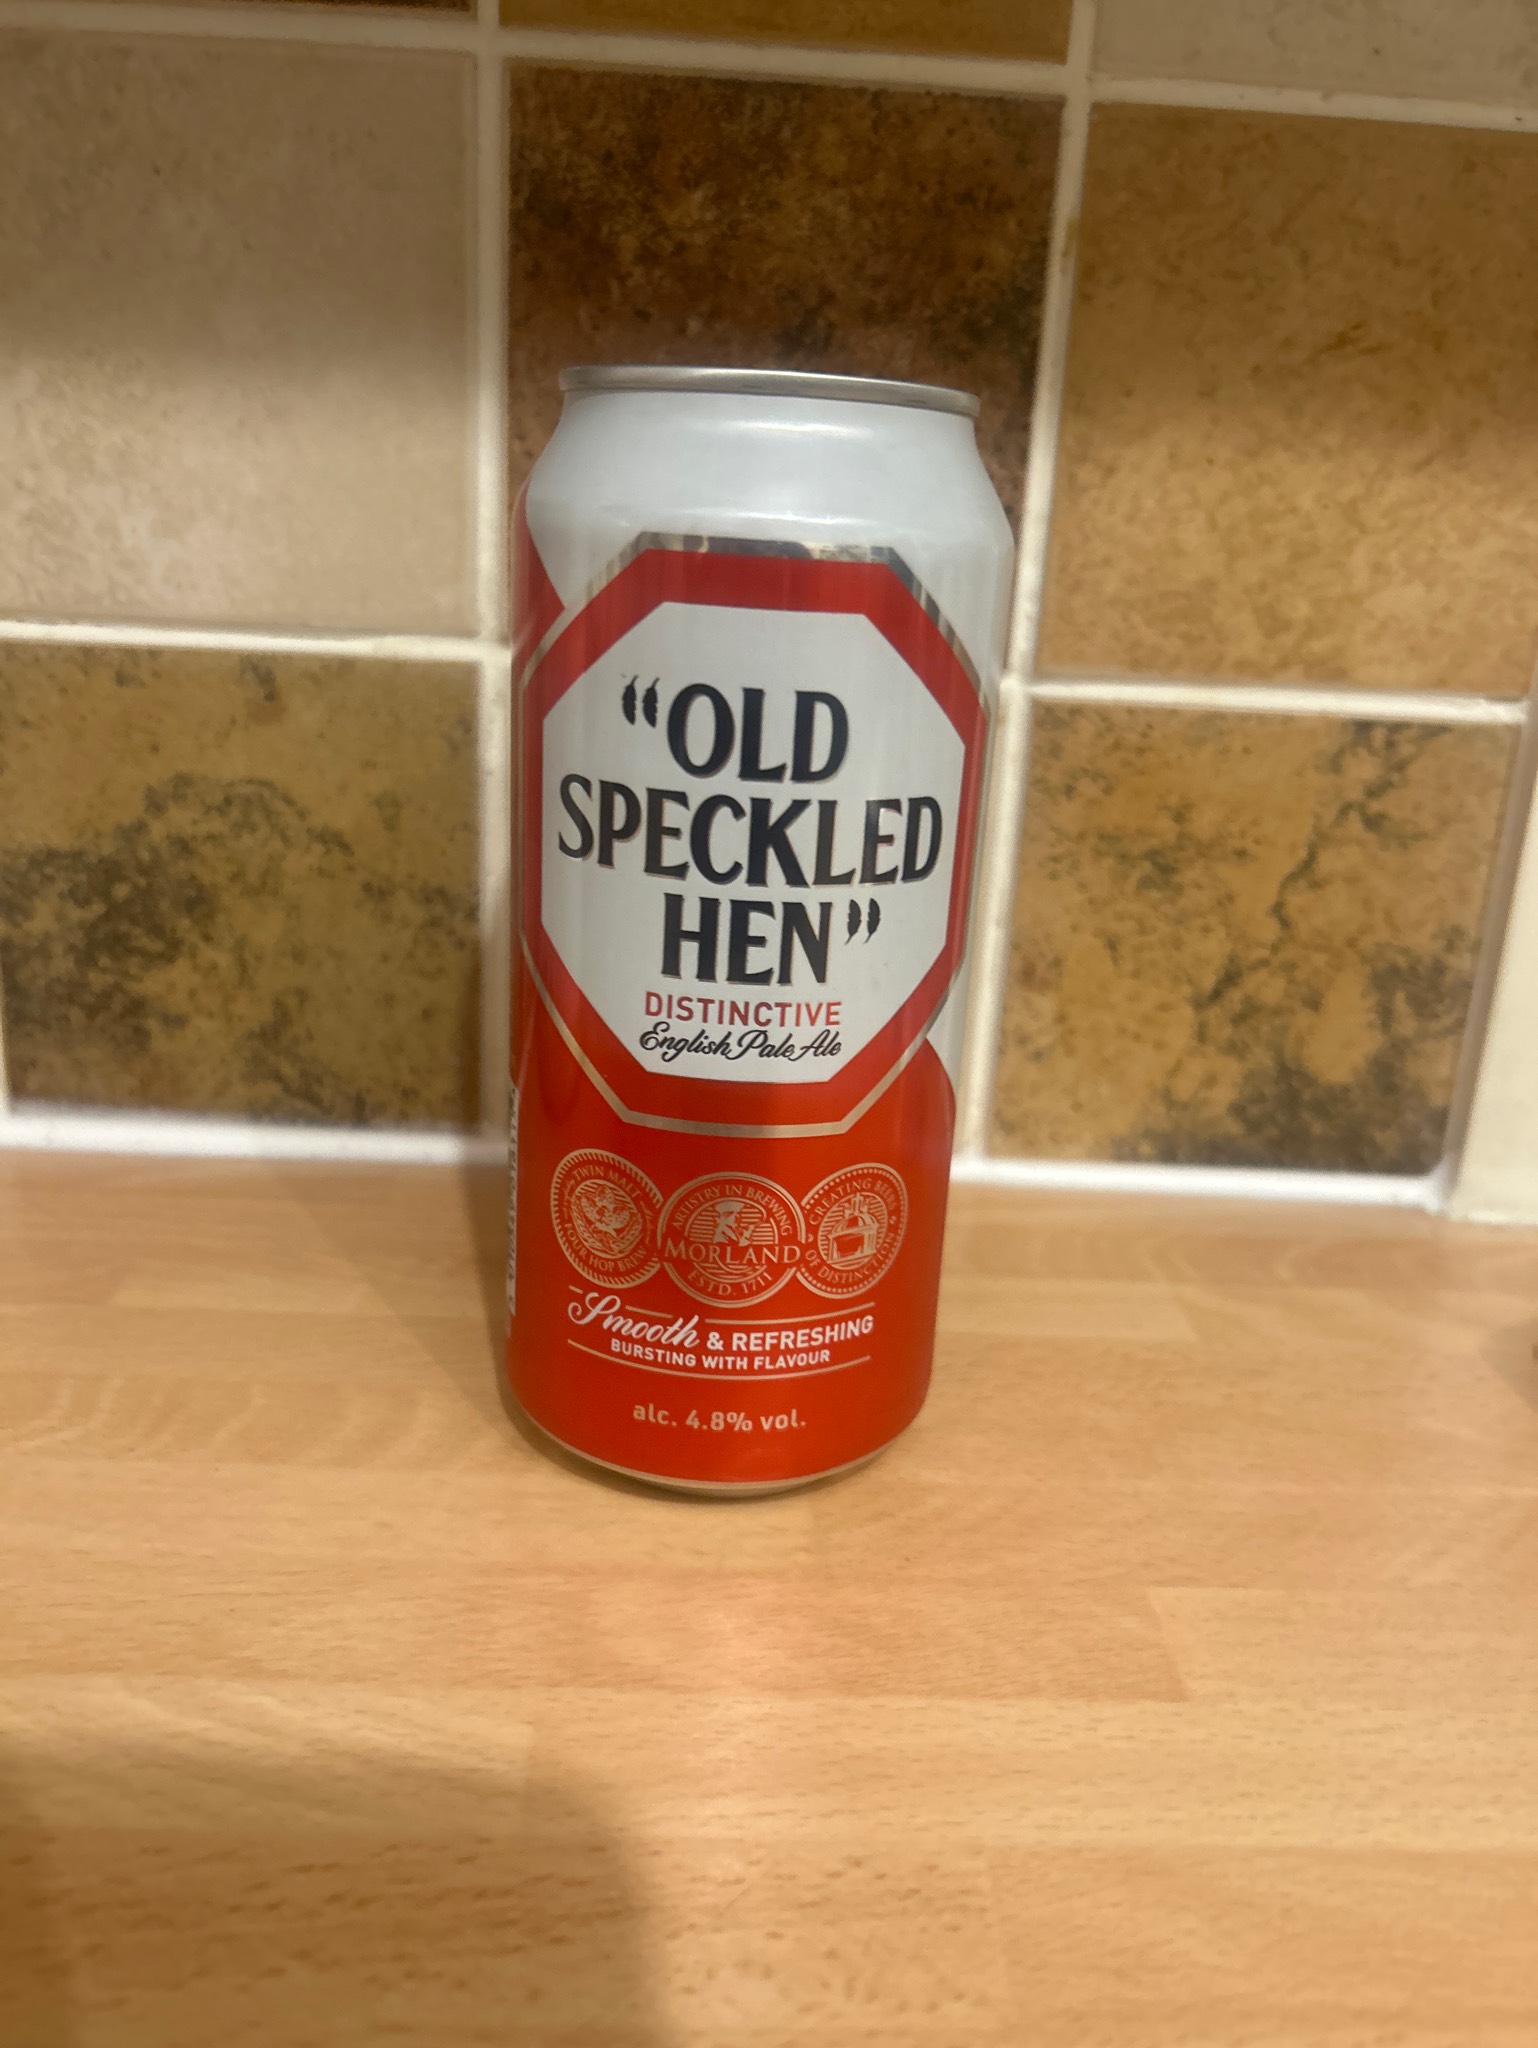 “OLD
SPECKLED
HEN”
DISTINCTIVE
English Pale Ale
TWIN MALT
FOUR HOP BREW
ARTISTRY IN BREWING
MORLAND
ESTD. 1711
CREATING BEERS
OF DISTINCTION
Smooth & REFRESHING
BURSTING WITH FLAVOUR
alc. 4.8% vol.